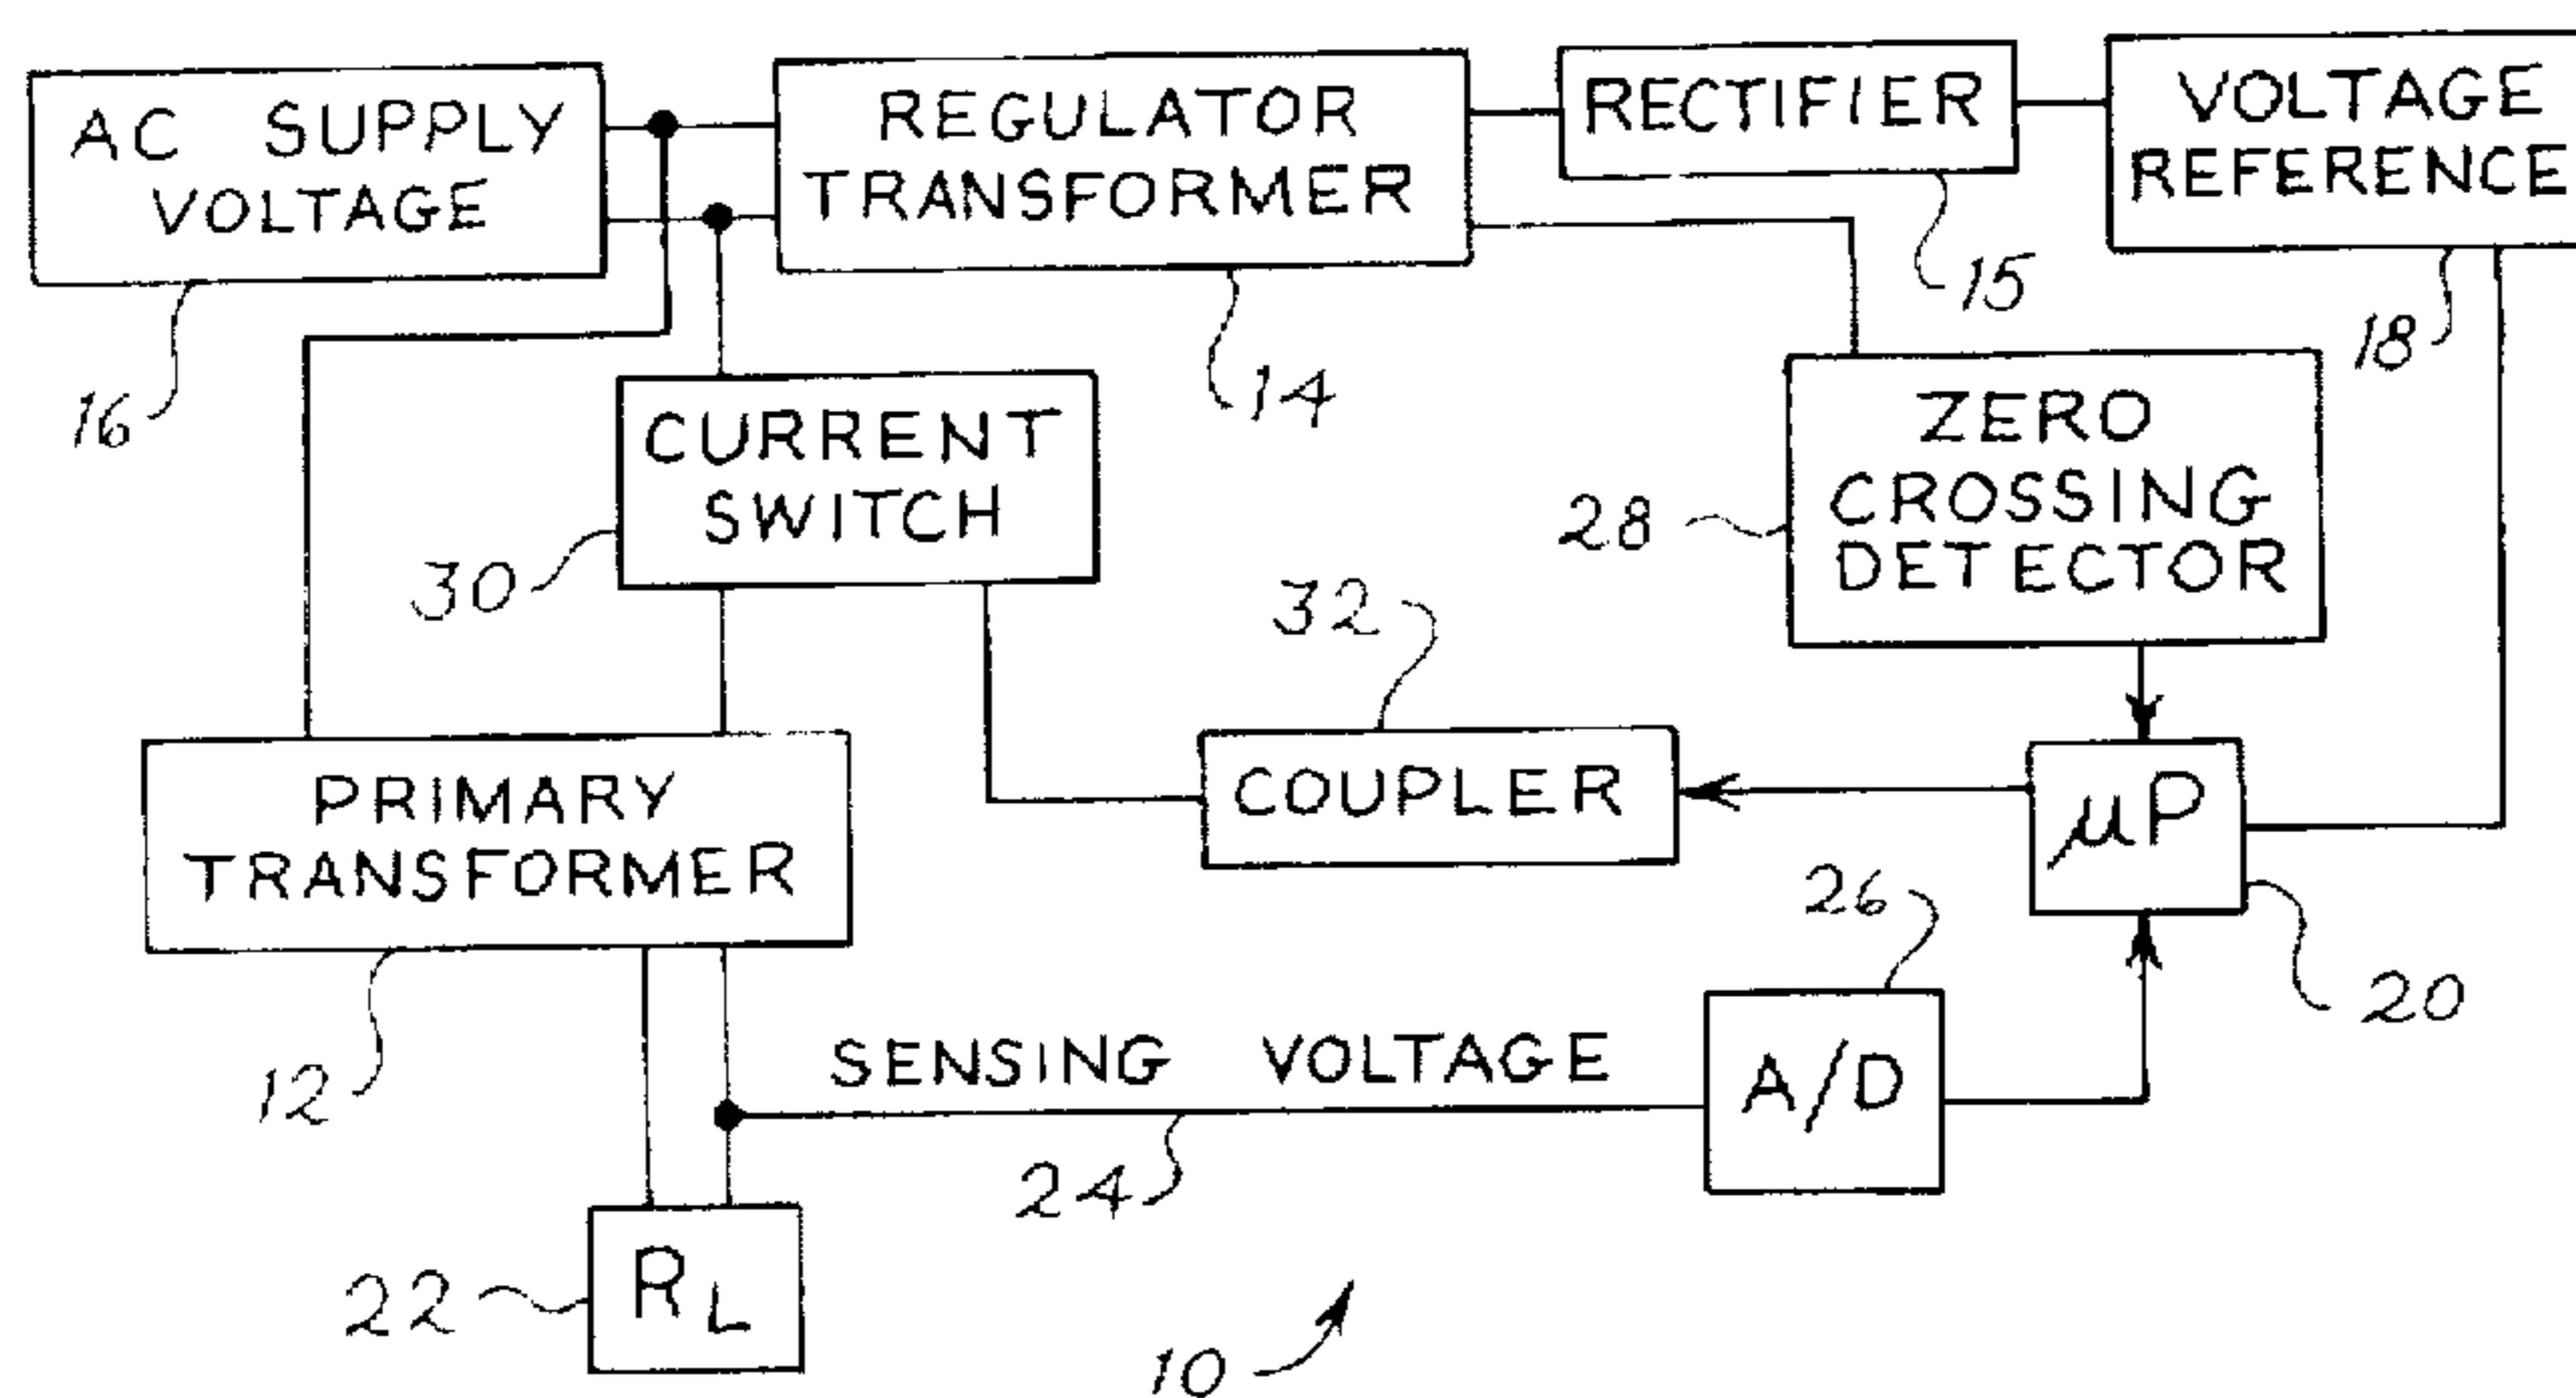 AC SUPPLY
VOLTAGE
16
REGULATOR
TRANSFORMER
14
RECTIFIER
15
VOLTAGE
REFERENCE
18
CURRENT
SWITCH
30
ZERO
CROSSING
DETECTOR
28
32
COUPLER
µP
20
PRIMARY
TRANSFORMER
12
26
A/D
SENSING VOLTAGE
24
RL
22
10